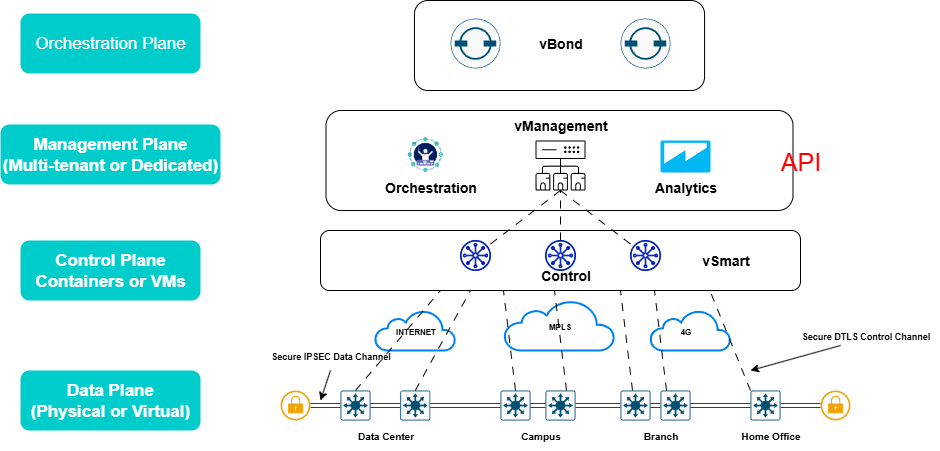 Orchestration Plane
vBond
Management Plane
(Multi-tenant or Dedicated)
vManagement
Orchestration
Analytics
API
Control Plane
Containers or VMs
Control
vSmart
INTERNET
MPLS
4G
Secure IPSEC Data Channel
Secure DTLS Control Channel
Data Plane
(Physical or Virtual)
Data Center
Campus
Branch
Home Office